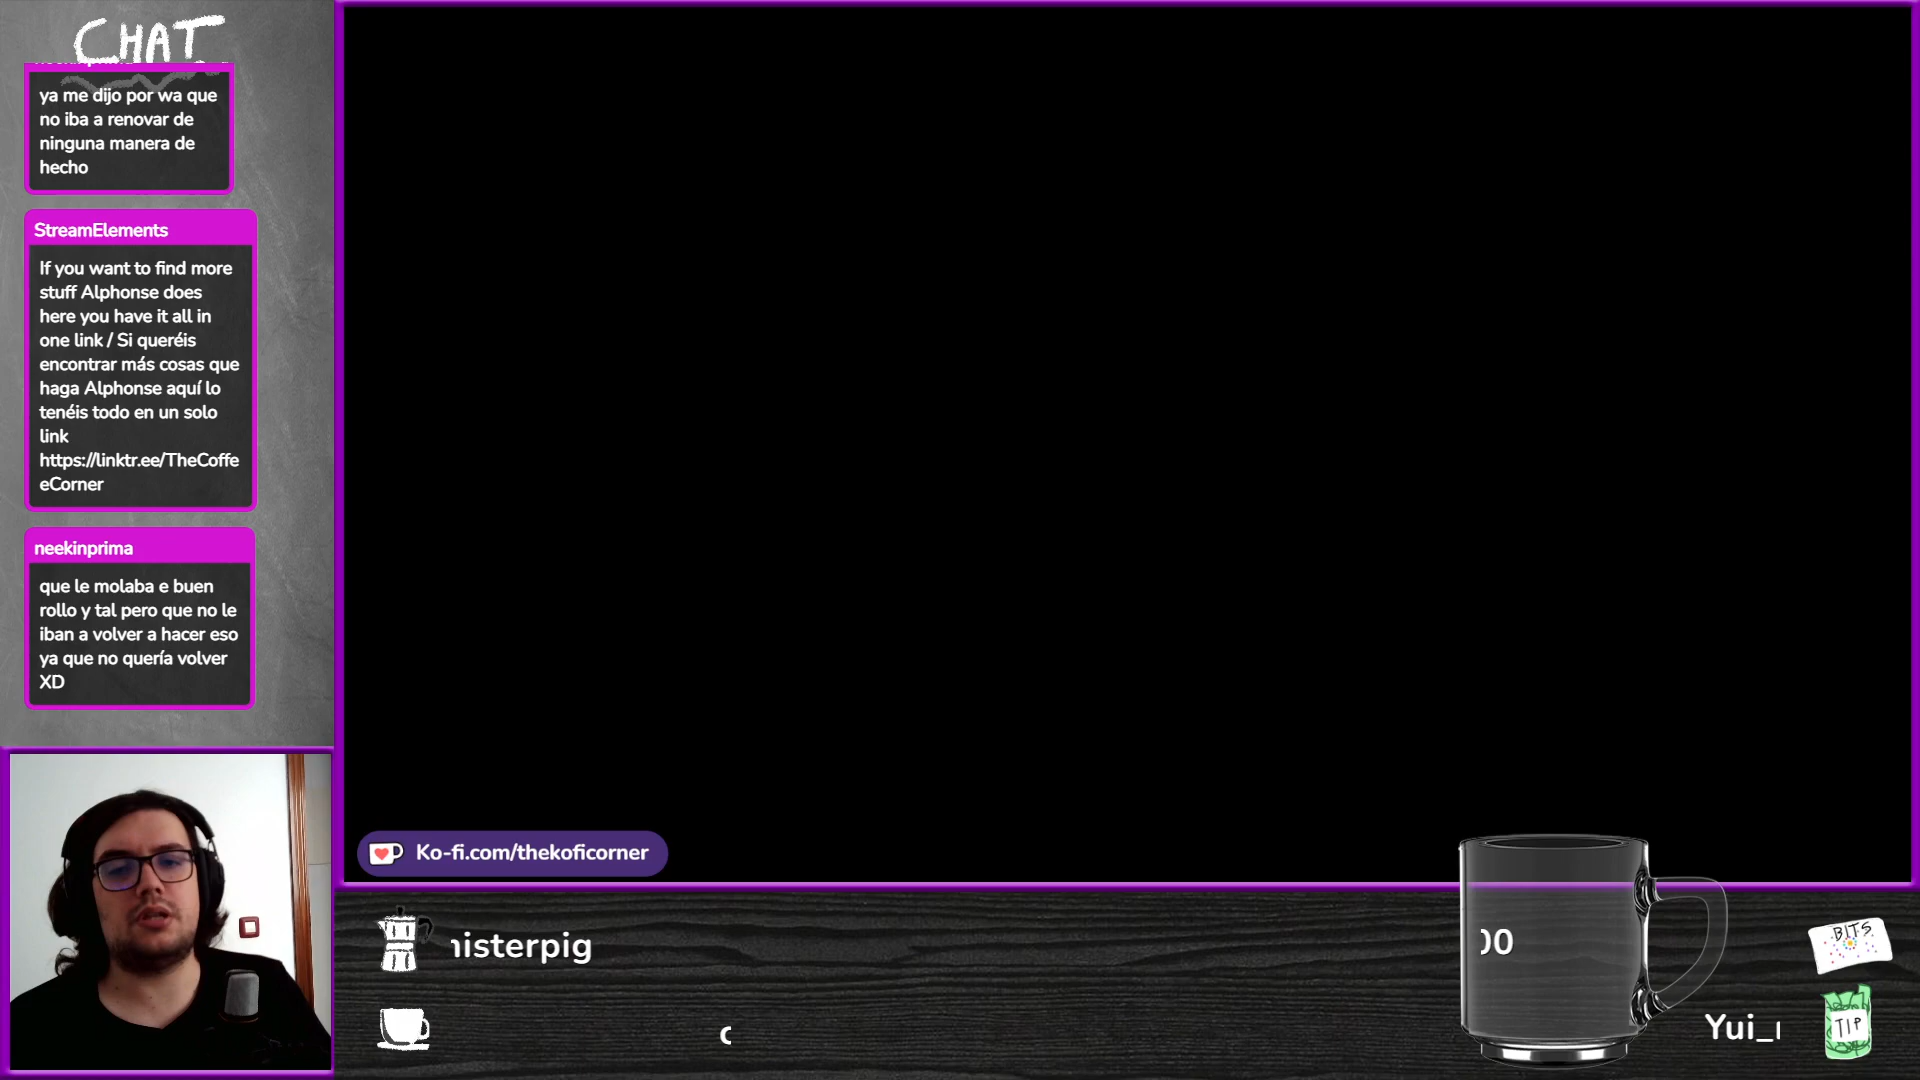 CHAT
ya me dijo por wa que
no iba a renovar de
ninguna manera de
hecho
StreamElements
If you want to find more
stuff Alphonse does
here you have it all in
one link / Si queréis
encontrar más cosas que
haga Alphonse aquí lo
tenéis todo en un solo
link
https://linktr.ee/TheCoffe
eCorner
neekinprima
que le molaba e buen
rollo y tal pero que no le
iban a volver a hacer eso
ya que no quería volver
XD
Ko-fi.com/thekoficorner
nisterpig
00
BITS
c
Yui_
TIP